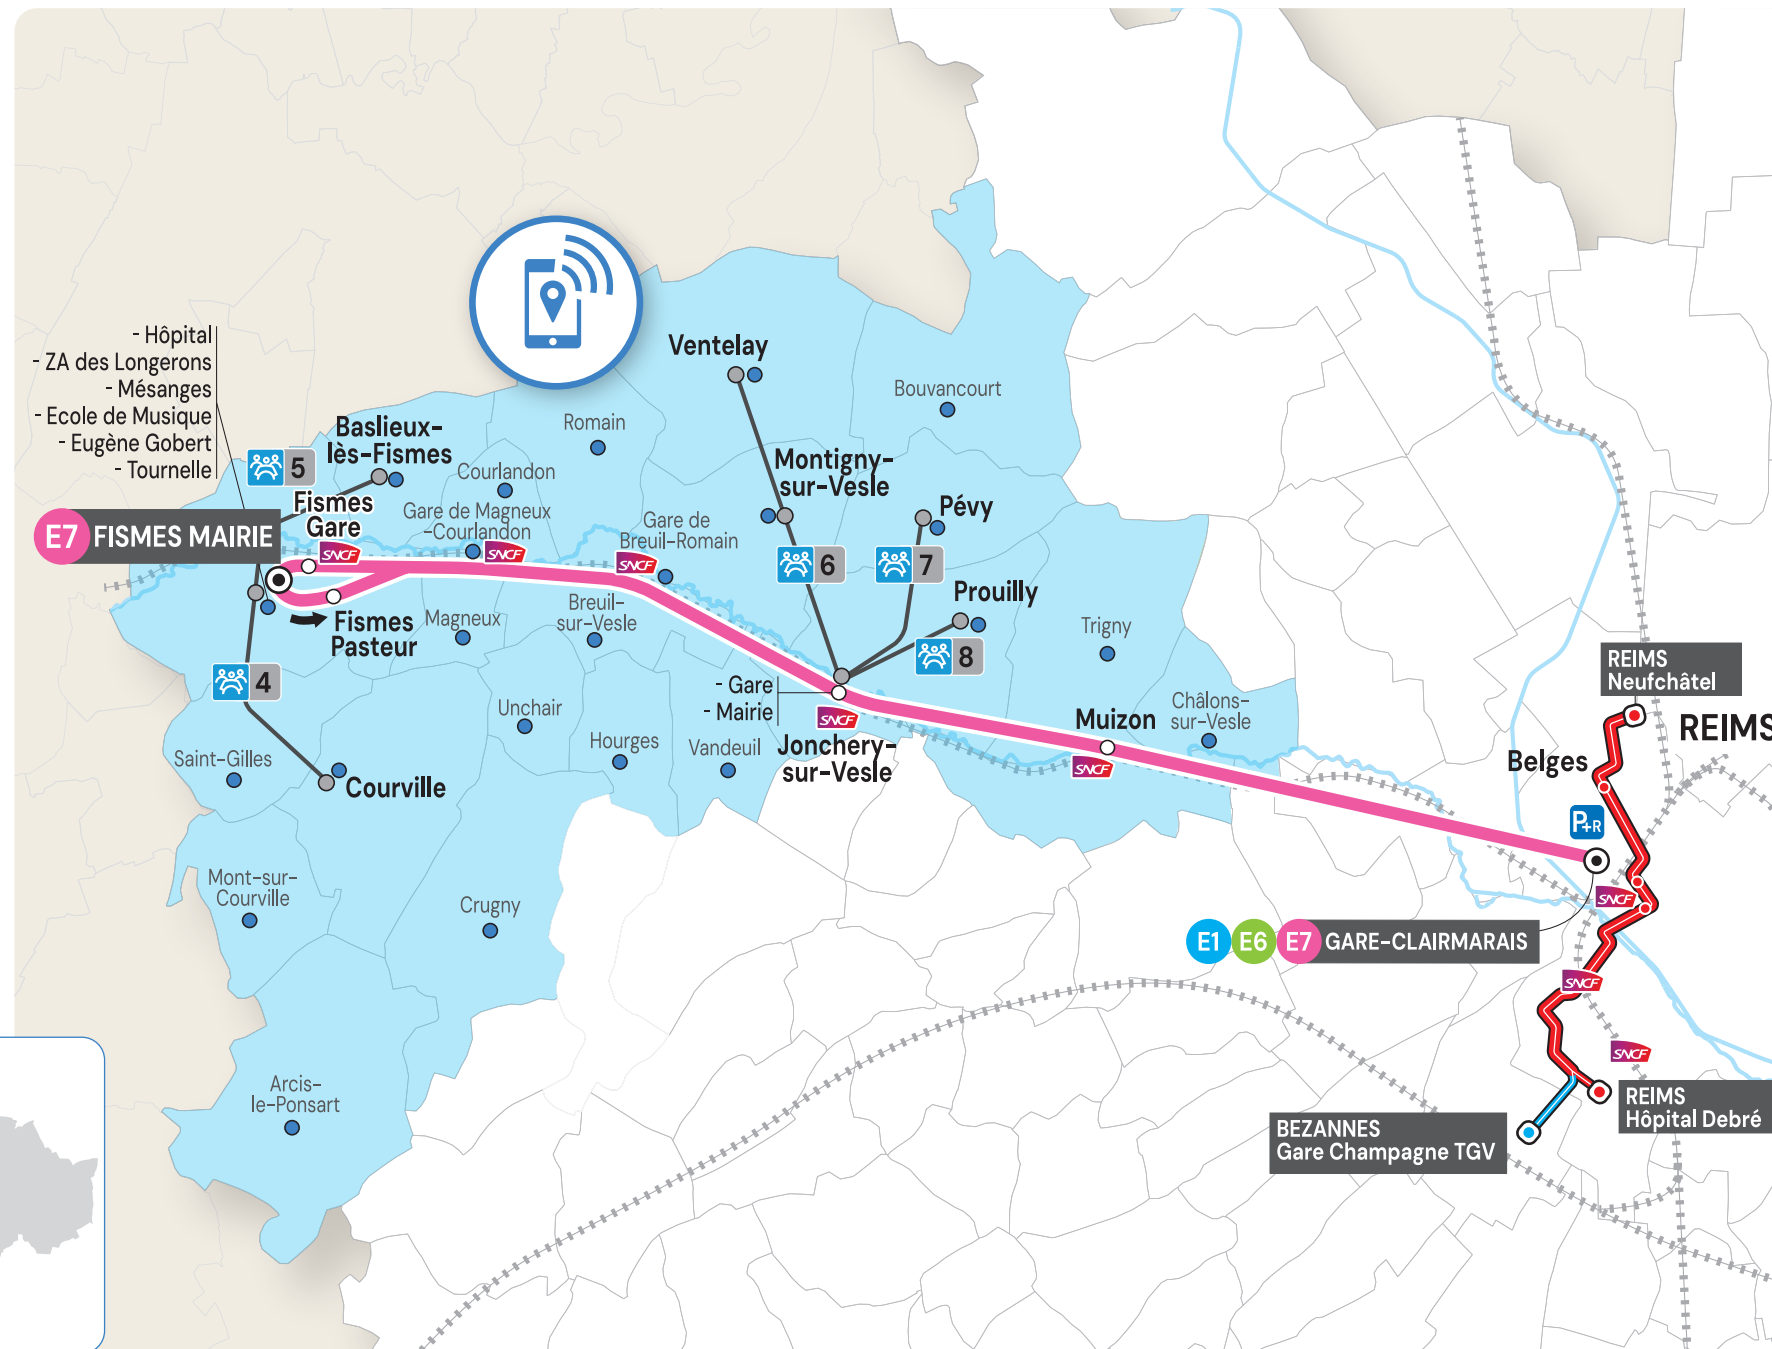 - Hôpital
- ZA des Longerons
- Mésanges
- Ecole de Musique
- Eugène Gobert
- Tournelle
5
Baslieux-
lès-Fismes
Fismes
Gare
SNCF
E7 FISMES MAIRIE
Fismes
Pasteur
4
Courville
Saint-Gilles
Mont-sur-
Courville
Arcis-
le-Ponsart
Crugny
Romain
Courlandon
Gare de Magneux
-Courlandon
SNCF
Gare de
Breuil-Romain
SNCF
Magneux
Breuil-
sur-Vesle
Unchair
Hourges
Vandeuil
Ventelay
Bouvancourt
Montigny-
sur-Vesle
6
Pévy
7
Prouilly
8
- Gare
- Mairie
SNCF
Jonchery-
sur-Vesle
Trigny
Châlons-
sur-Vesle
Muizon
SNCF
REIMS
Neufchâtel
REIMS
Belges
P+R
SNCF
E1 E6 E7 GARE-CLAIRMARAIS
SNCF
SNCF
REIMS
Hôpital Debré
BEZANNES
Gare Champagne TGV